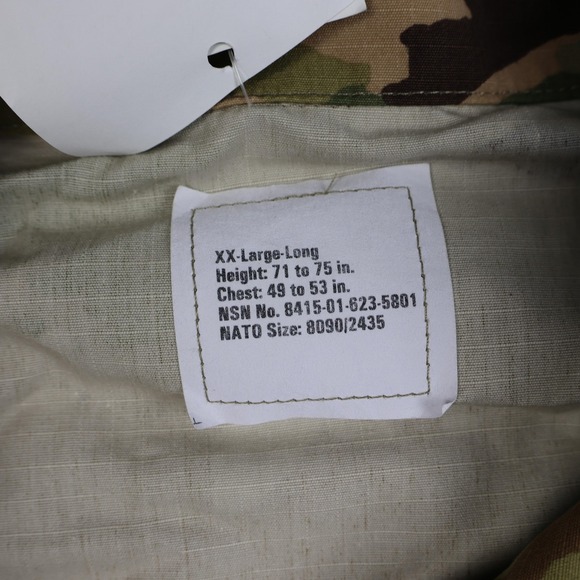 XX-Large-Long
Height: 71 to 75 in.
Chest: 49 to 53 in.
NSN No. 8415-01-623-5801
NATO Size: 8090/2435